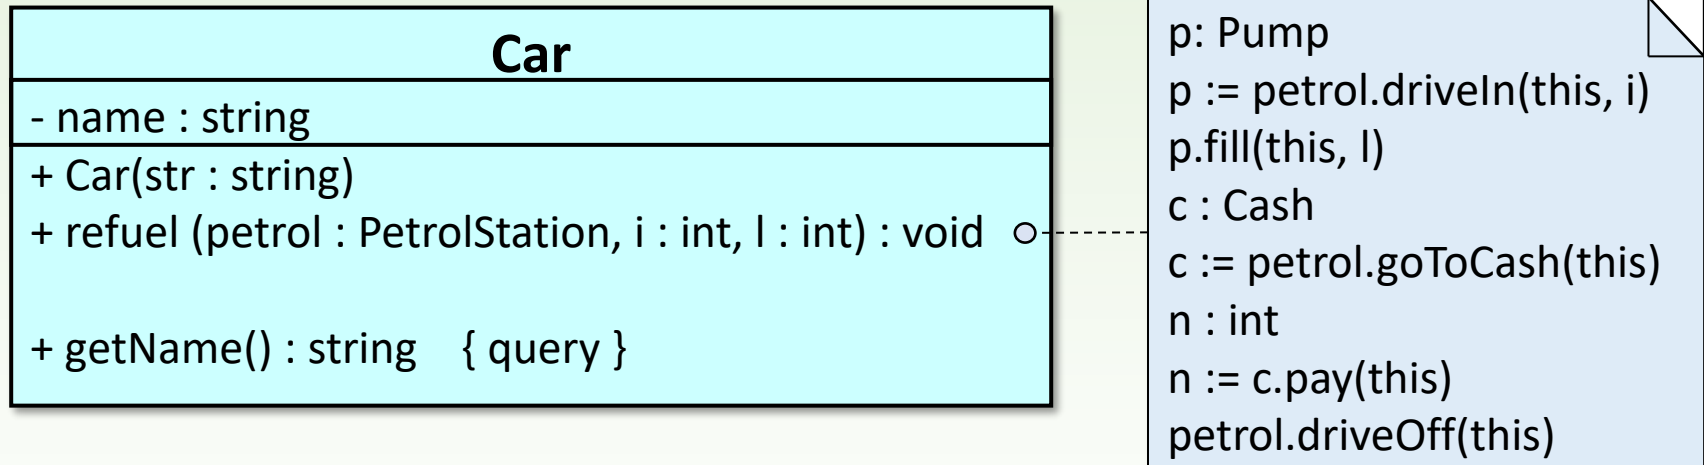 Car
- name : string
+ Car(str : string)
+ refuel (petrol : PetrolStation, i : int, l : int) : void
+ getName() : string { query }
p: Pump
p := petrol.driveIn(this, i)
p.fill(this, l)
c : Cash
c := petrol.goToCash(this)
n : int
n := c.pay(this)
petrol.driveOff(this)